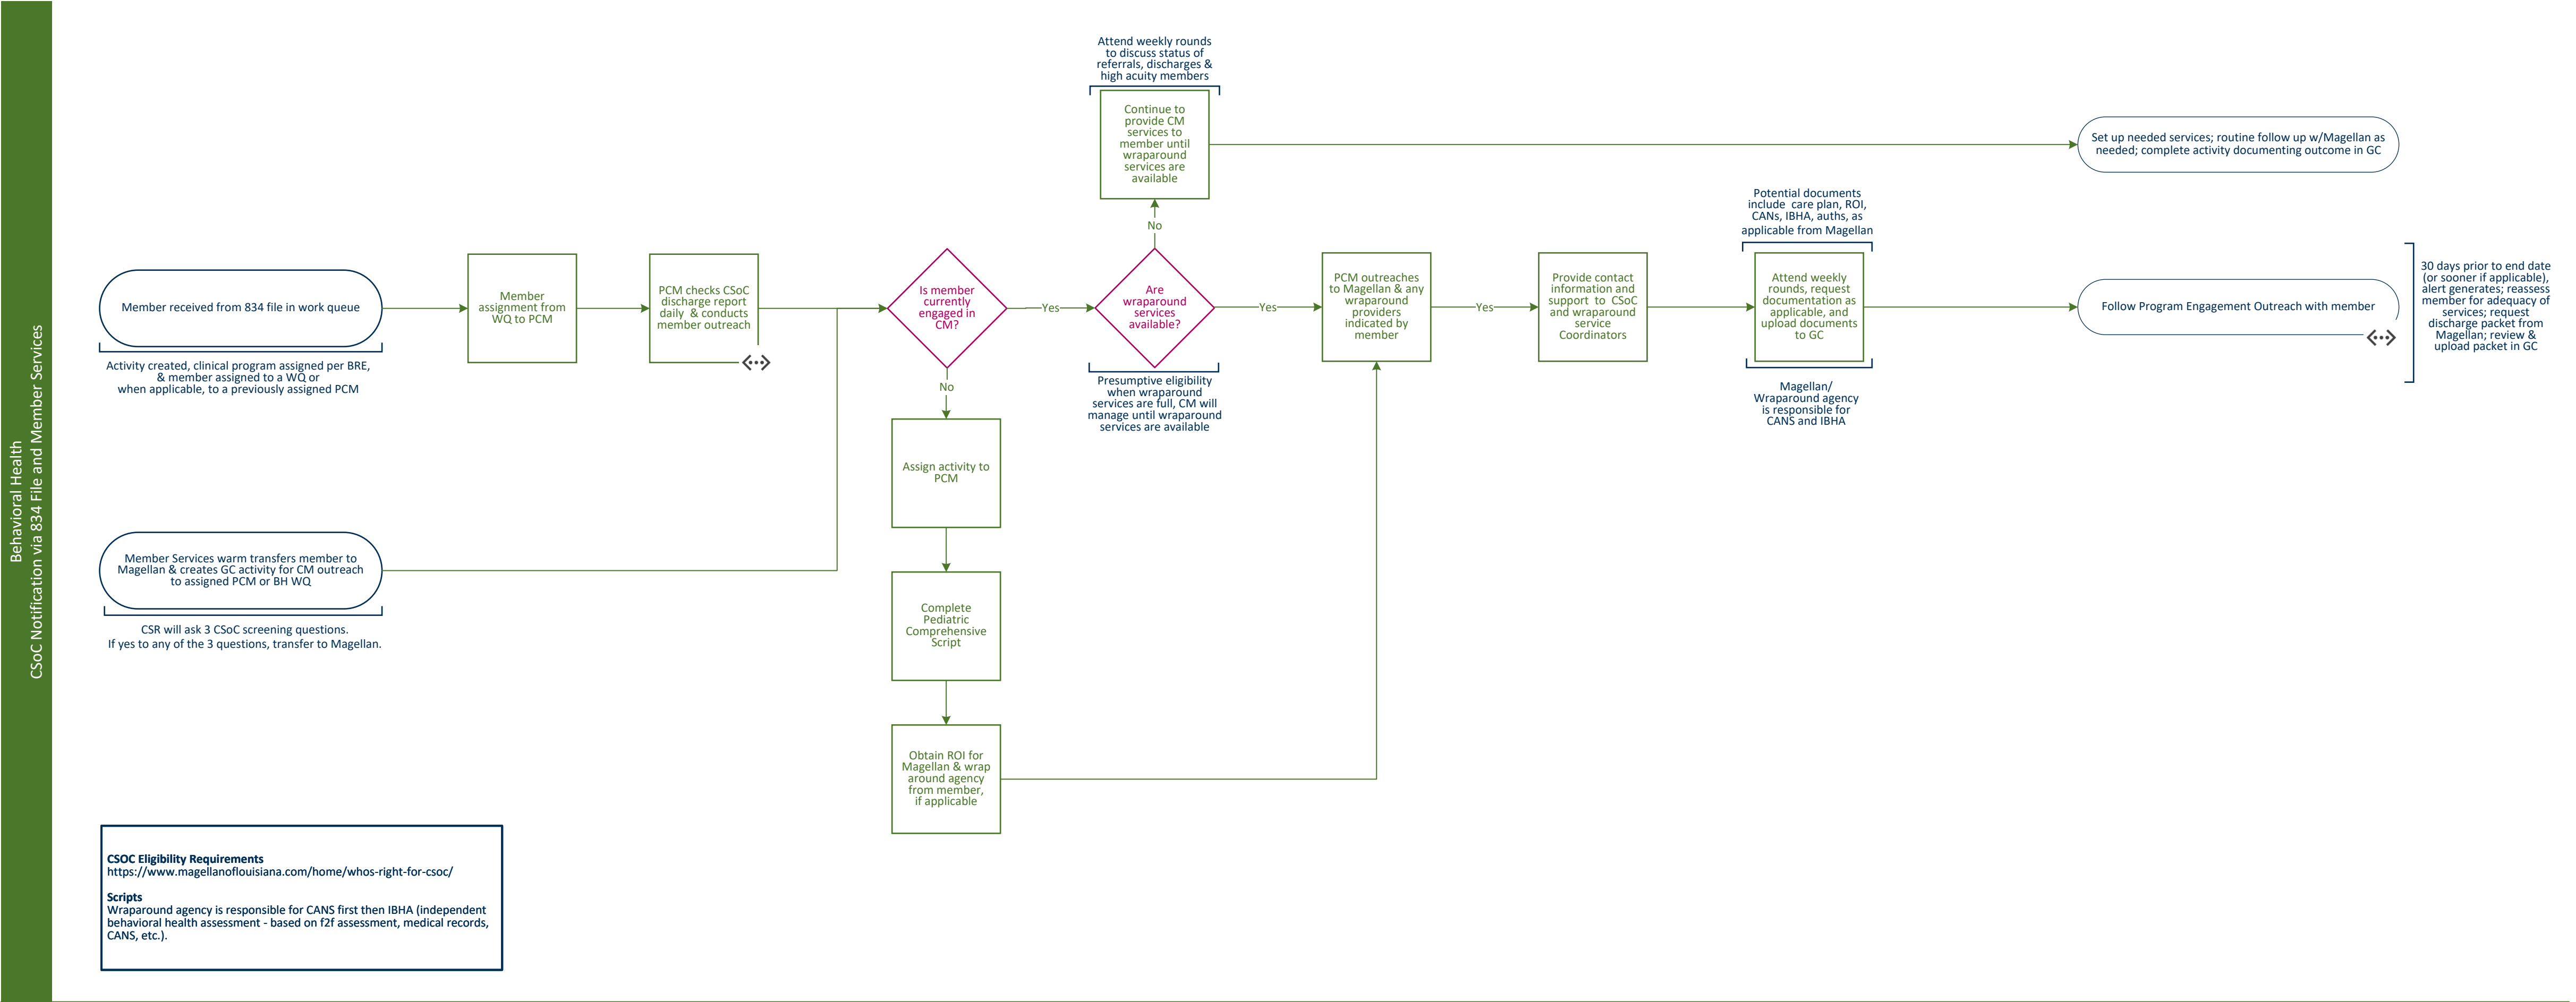 Behavioral Health
CSoC Notification via 834 File and Member Services
Member received from 834 file in work queue
Activity created, clinical program assigned per BRE,
& member assigned to a WQ or
when applicable, to a previously assigned PCM
Member
assignment from
WQ to PCM
PCM checks CSoC
discharge report
daily & conducts
member outreach
Is member
currently
engaged in
CM?
Yes
Are
wraparound
services
available?
Presumptive eligibility
when wraparound
services are full, CM will
manage until wraparound
services are available
No
Attend weekly rounds
to discuss status of
referrals, discharges &
high acuity members
Continue to
provide CM
services to
member until
wraparound
services are
available
Set up needed services; routine follow up w/Magellan as
needed; complete activity documenting outcome in GC
Yes
PCM outreaches
to Magellan & any
wraparound
providers
indicated by
member
Yes
Provide contact
information and
support to CSoC
and wraparound
service
Coordinators
Potential documents
include care plan, ROI,
CANs, IBHA, auths, as
applicable from Magellan
Attend weekly
rounds, request
documentation as
applicable, and
upload documents
to GC
Magellan/
Wraparound agency
is responsible for
CANS and IBHA
Follow Program Engagement Outreach with member
30 days prior to end date
(or sooner if applicable),
alert generates; reassess
member for adequacy of
services; request
discharge packet from
Magellan; review &
upload packet in GC
No
Assign activity to
PCM
Complete
Pediatric
Comprehensive
Script
Obtain ROI for
Magellan & wrap
around agency
from member,
if applicable
Member Services warm transfers member to
Magellan & creates GC activity for CM outreach
to assigned PCM or BH WQ
CSR will ask 3 CSoC screening questions.
If yes to any of the 3 questions, transfer to Magellan.
CSOC Eligibility Requirements
https://www.magellanoflouisiana.com/home/whos-right-for-csoc/
Scripts
Wraparound agency is responsible for CANS first then IBHA (independent
behavioral health assessment - based on f2f assessment, medical records,
CANS, etc.).